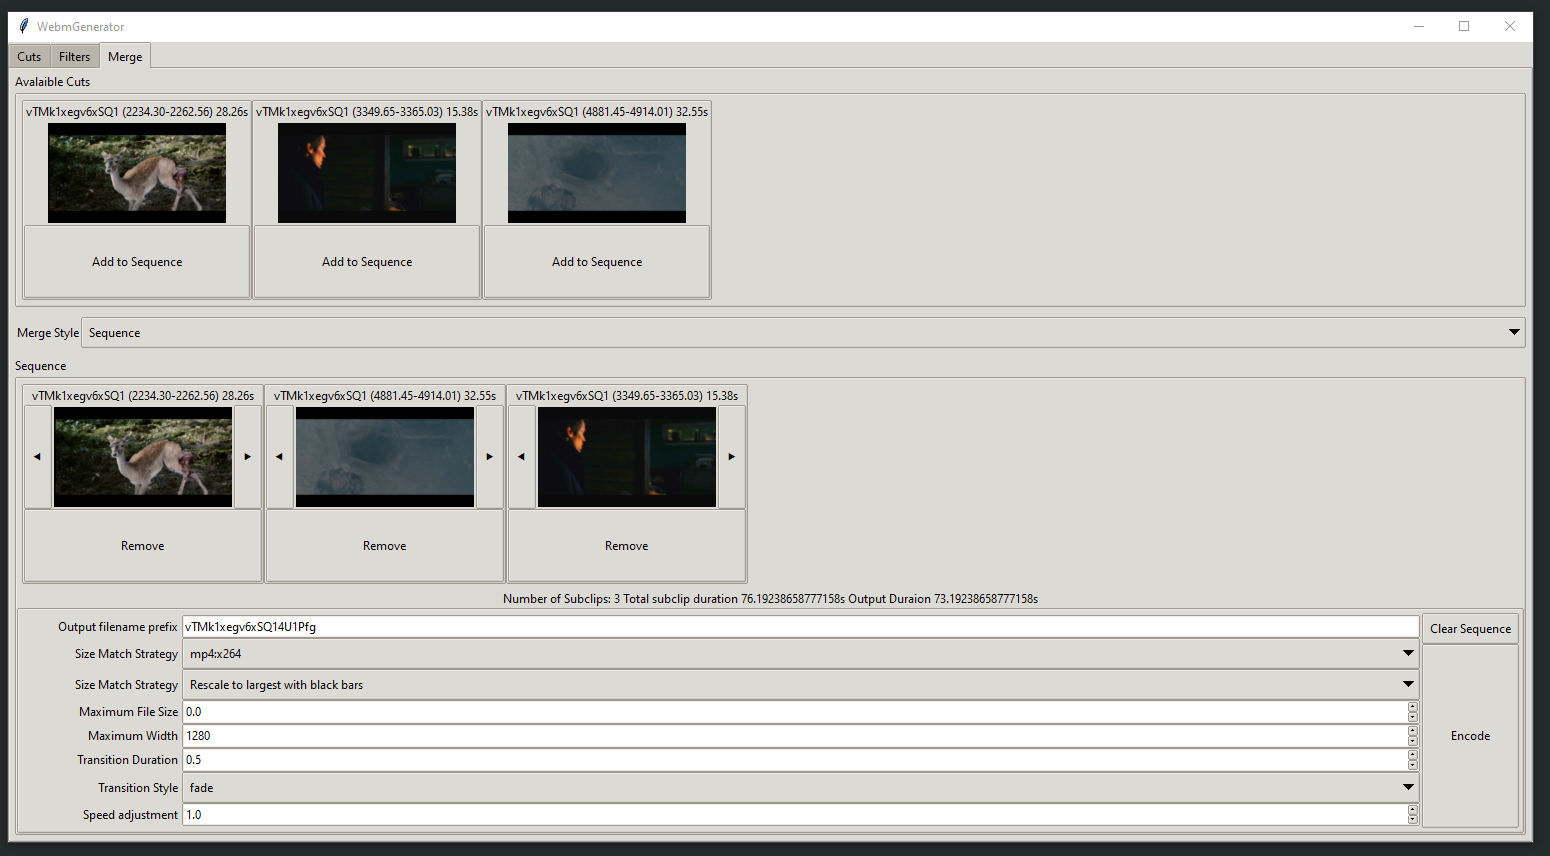 WebmGenerator
Cuts Filters Merge
Avalaible Cuts
vTMk1xegv6xSQ1 (2234.30-2262.56) 28.26s vTMk1xegv6xSQ1 (3349.65-3365.03) 15.38s vTMk1xegv6xSQ1 (4881.45-4914.01) 32.55s
Add to Sequence Add to Sequence Add to Sequence
Merge Style Sequence
Sequence
vTMk1xegv6xSQ1 (2234.30-2262.56) 28.26s vTMk1xegv6xSQ1 (4881.45-4914.01) 32.55s vTMk1xegv6xSQ1 (3349.65-3365.03) 15.38s
Remove Remove Remove
Number of Subclips: 3 Total subclip duration 76.19238658777158s Output Duraion 73.19238658777158s
Output filename prefix vTMk1xegv6xSQ14U1Pfg Clear Sequence
Size Match Strategy mp4:x264
Size Match Strategy Rescale to largest with black bars
Maximum File Size 0.0
Maximum Width 1280 Encode
Transition Duration 0.5
Transition Style fade
Speed adjustment 1.0